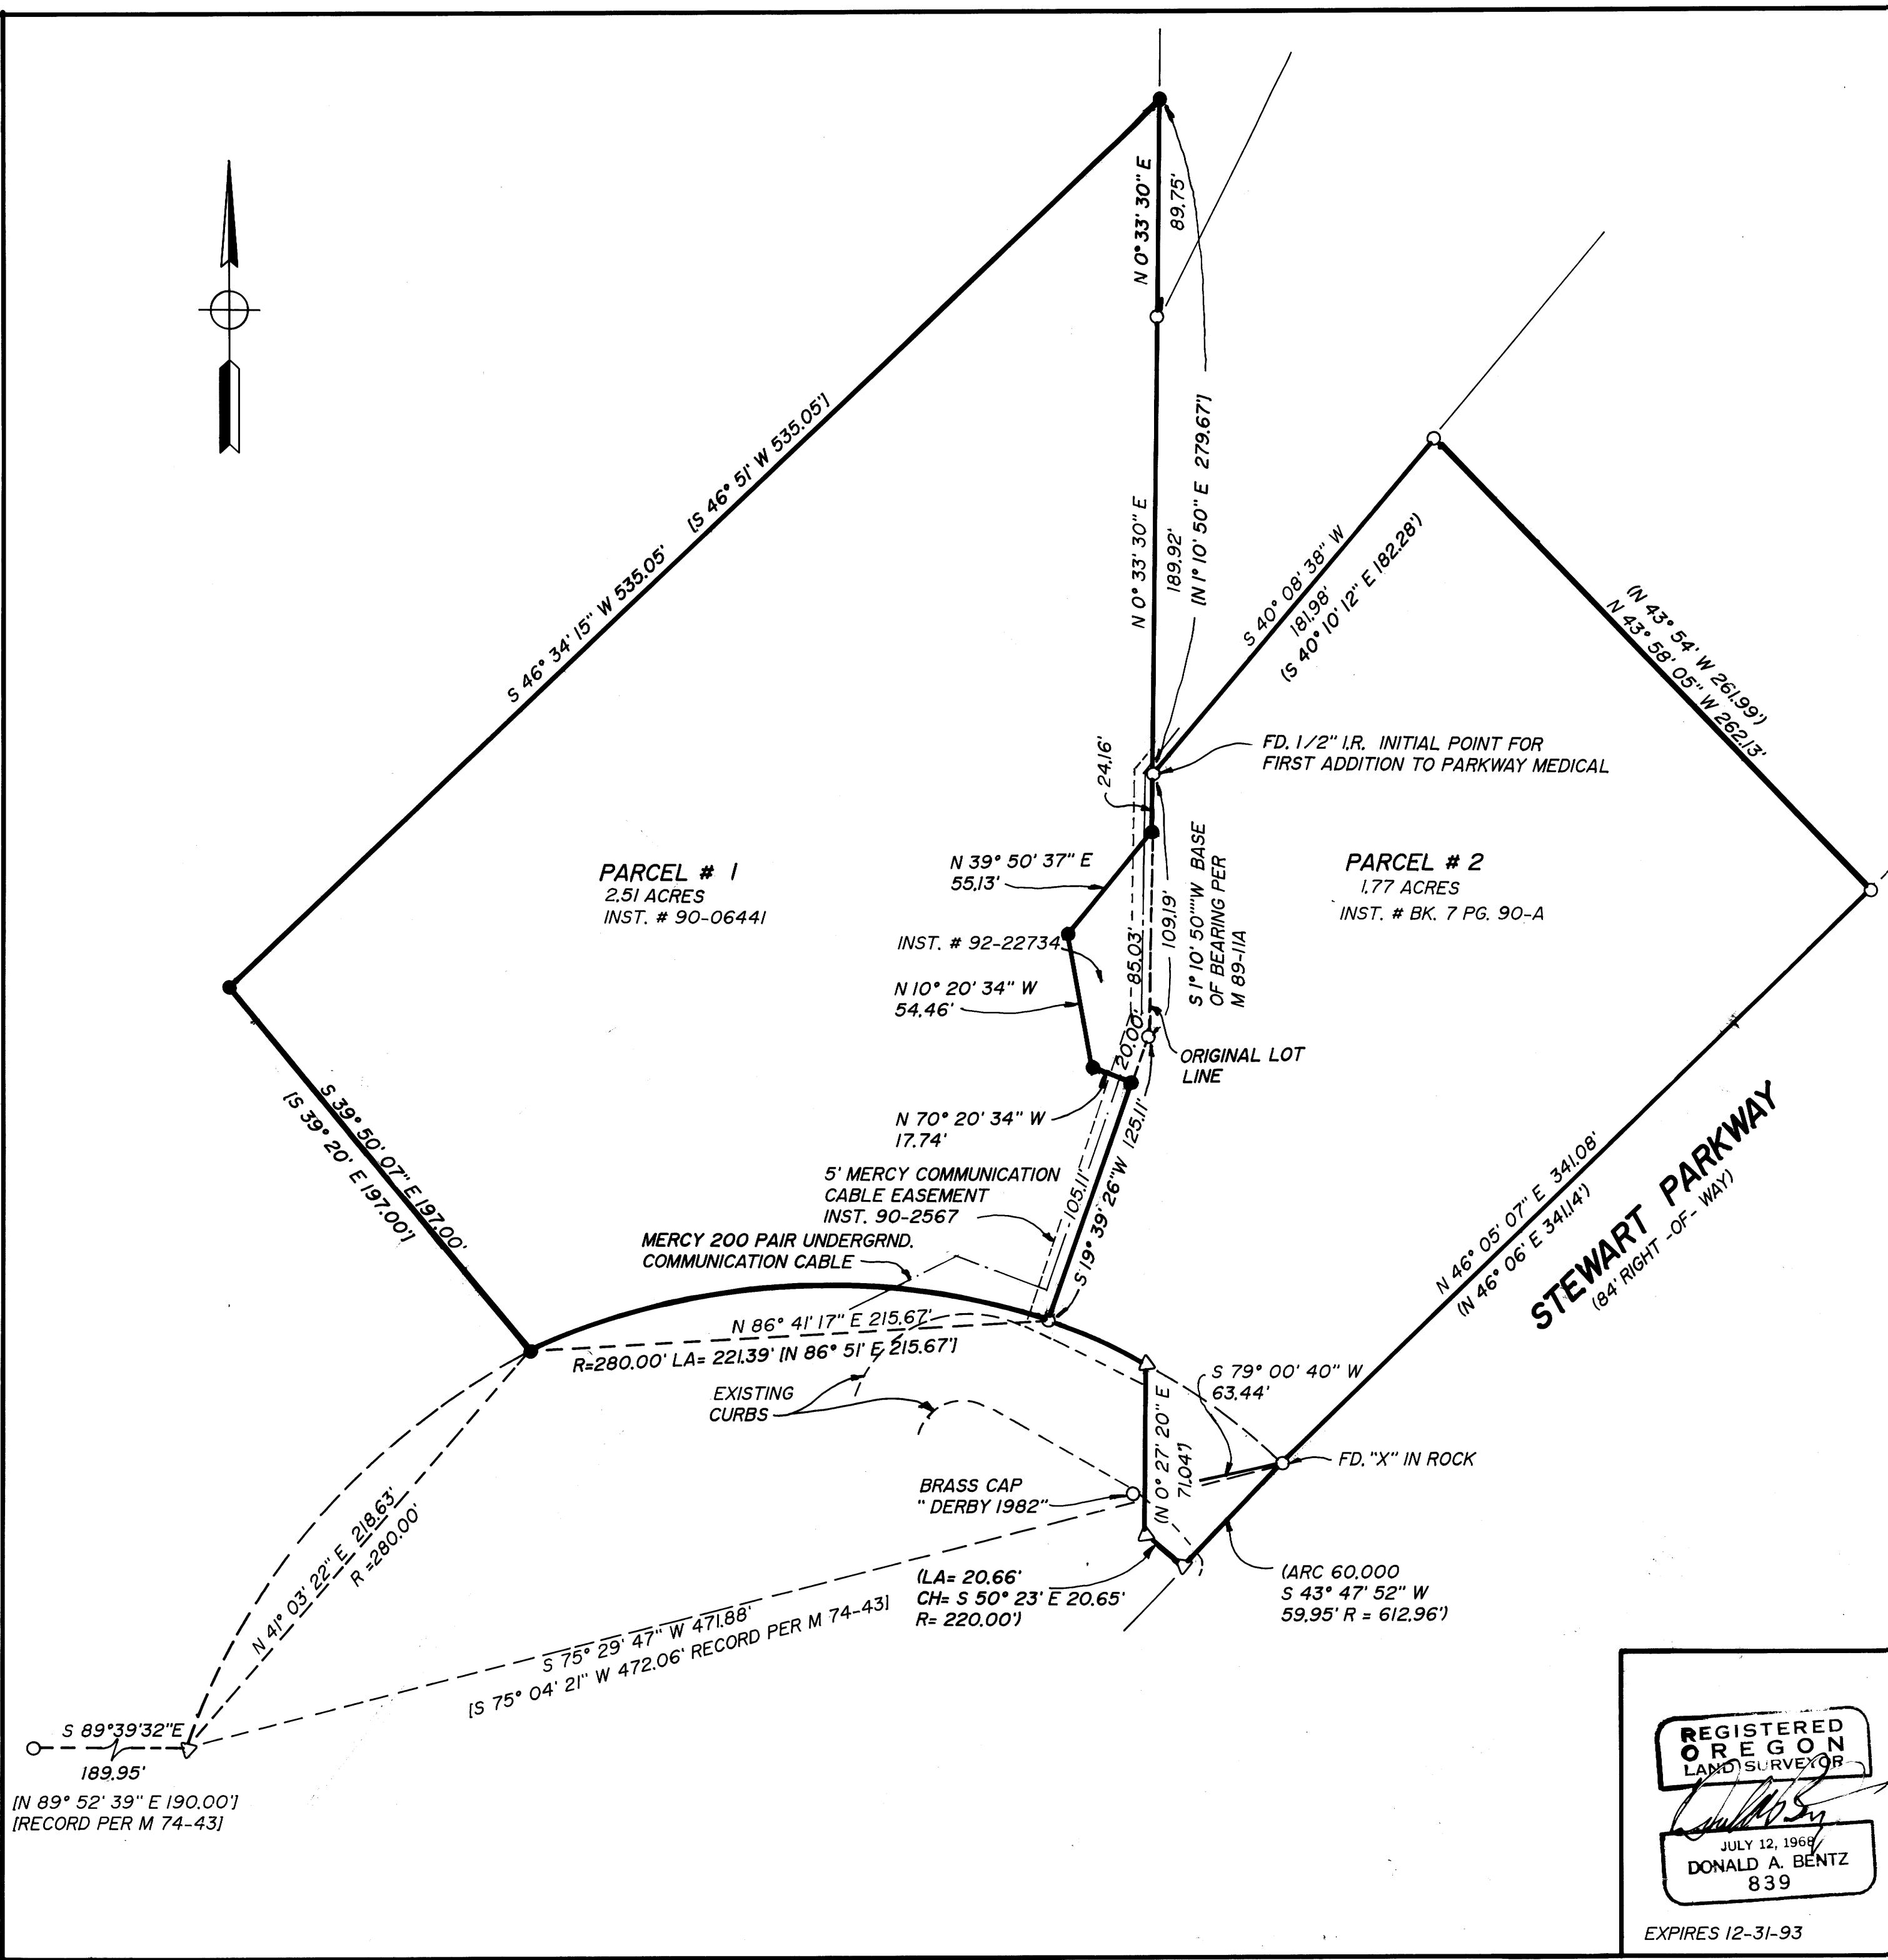 N 0° 33' 30" E
89.75'
[N 1° 10' 50" E 279.67']
N 0° 33' 30" E
189.92'
[S 46° 51' W 535.05']
S 46° 34' 15" W 535.05'
S 40° 08' 38" W
181.98'
(S 40° 10' 12" E 182.28')
(N 43° 54' W 261.99')
N 43° 58' 05" W 262.13'
FD. 1/2" I.R. INITIAL POINT FOR
FIRST ADDITION TO PARKWAY MEDICAL
24.16'
PARCEL # 1
2.51 ACRES
INST. # 90-06441
N 39° 50' 37" E
55.13'
INST. # 92-22734
N 10° 20' 34" W
54.46'
85.03'
20.00'
109.19'
S 1° 10' 50"" W BASE
OF BEARING PER
M 89-11A
PARCEL # 2
1.77 ACRES
INST. # BK. 7 PG. 90-A
ORIGINAL LOT
LINE
N 70° 20' 34" W
17.74'
S 39° 50' 07" E 197.00'
[S 39° 20' E 197.00']
5' MERCY COMMUNICATION
CABLE EASEMENT
INST. 90-2567
105.11'
S 19° 39' 26" W 125.11'
MERCY 200 PAIR UNDERGRND.
COMMUNICATION CABLE
N 46° 05' 07" E 341.08'
(N 46° 06' E 341.14')
STEWART PARKWAY
(84' RIGHT -OF- WAY)
N 86° 41' 17" E 215.67'
R=280.00' LA= 221.39' [N 86° 51' E 215.67']
EXISTING
CURBS
S 79° 00' 40" W
63.44'
(N 0° 27' 20" E
71.04')
FD. "X" IN ROCK
BRASS CAP
" DERBY 1982"
N 41° 03' 22" E 218.63'
R =280.00'
(LA= 20.66'
CH= S 50° 23' E 20.65'
R= 220.00')
(ARC 60.000
S 43° 47' 52" W
59.95' R = 612.96')
S 75° 29' 47" W 471.88'
[S 75° 04' 21" W 472.06' RECORD PER M 74-43]
S 89°39'32"E
189.95'
[N 89° 52' 39" E 190.00']
[RECORD PER M 74-43]
REGISTERED
OREGON
LAND SURVEYOR
JULY 12, 1968
DONALD A. BENTZ
839
EXPIRES 12-31-93